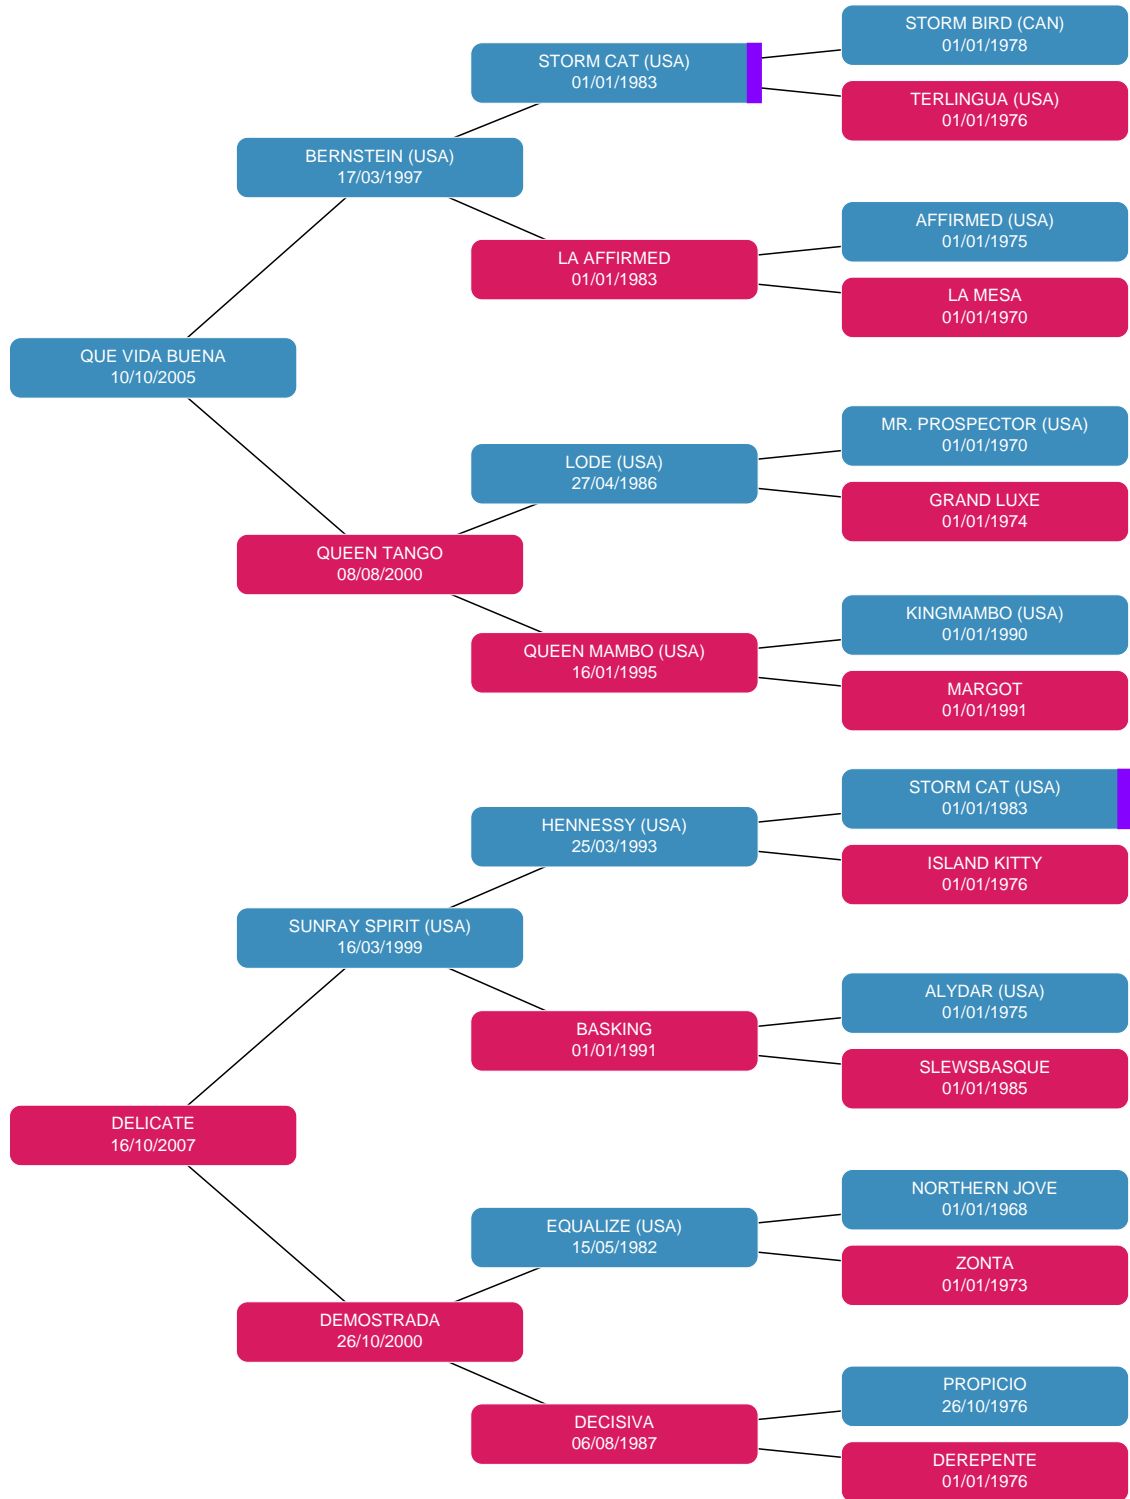 STORM BIRD (CAN)
01/01/1978
STORM CAT (USA)
01/01/1983
TERLINGUA (USA)
01/01/1976
BERNSTEIN (USA)
17/03/1997
AFFIRMED (USA)
01/01/1975
LA AFFIRMED
01/01/1983
LA MESA
01/01/1970
QUE VIDA BUENA
10/10/2005
MR. PROSPECTOR (USA)
01/01/1970
LODE (USA)
27/04/1986
GRAND LUXE
01/01/1974
QUEEN TANGO
08/08/2000
KINGMAMBO (USA)
01/01/1990
QUEEN MAMBO (USA)
16/01/1995
MARGOT
01/01/1991
STORM CAT (USA)
01/01/1983
HENNESSY (USA)
25/03/1993
ISLAND KITTY
01/01/1976
SUNRAY SPIRIT (USA)
16/03/1999
ALYDAR (USA)
01/01/1975
BASKING
01/01/1991
SLEWSBASQUE
01/01/1985
DELICATE
16/10/2007
NORTHERN JOVE
01/01/1968
EQUALIZE (USA)
15/05/1982
ZONTA
01/01/1973
DEMOSTRADA
26/10/2000
PROPICIO
26/10/1976
DECISIVA
06/08/1987
DEREPENTE
01/01/1976